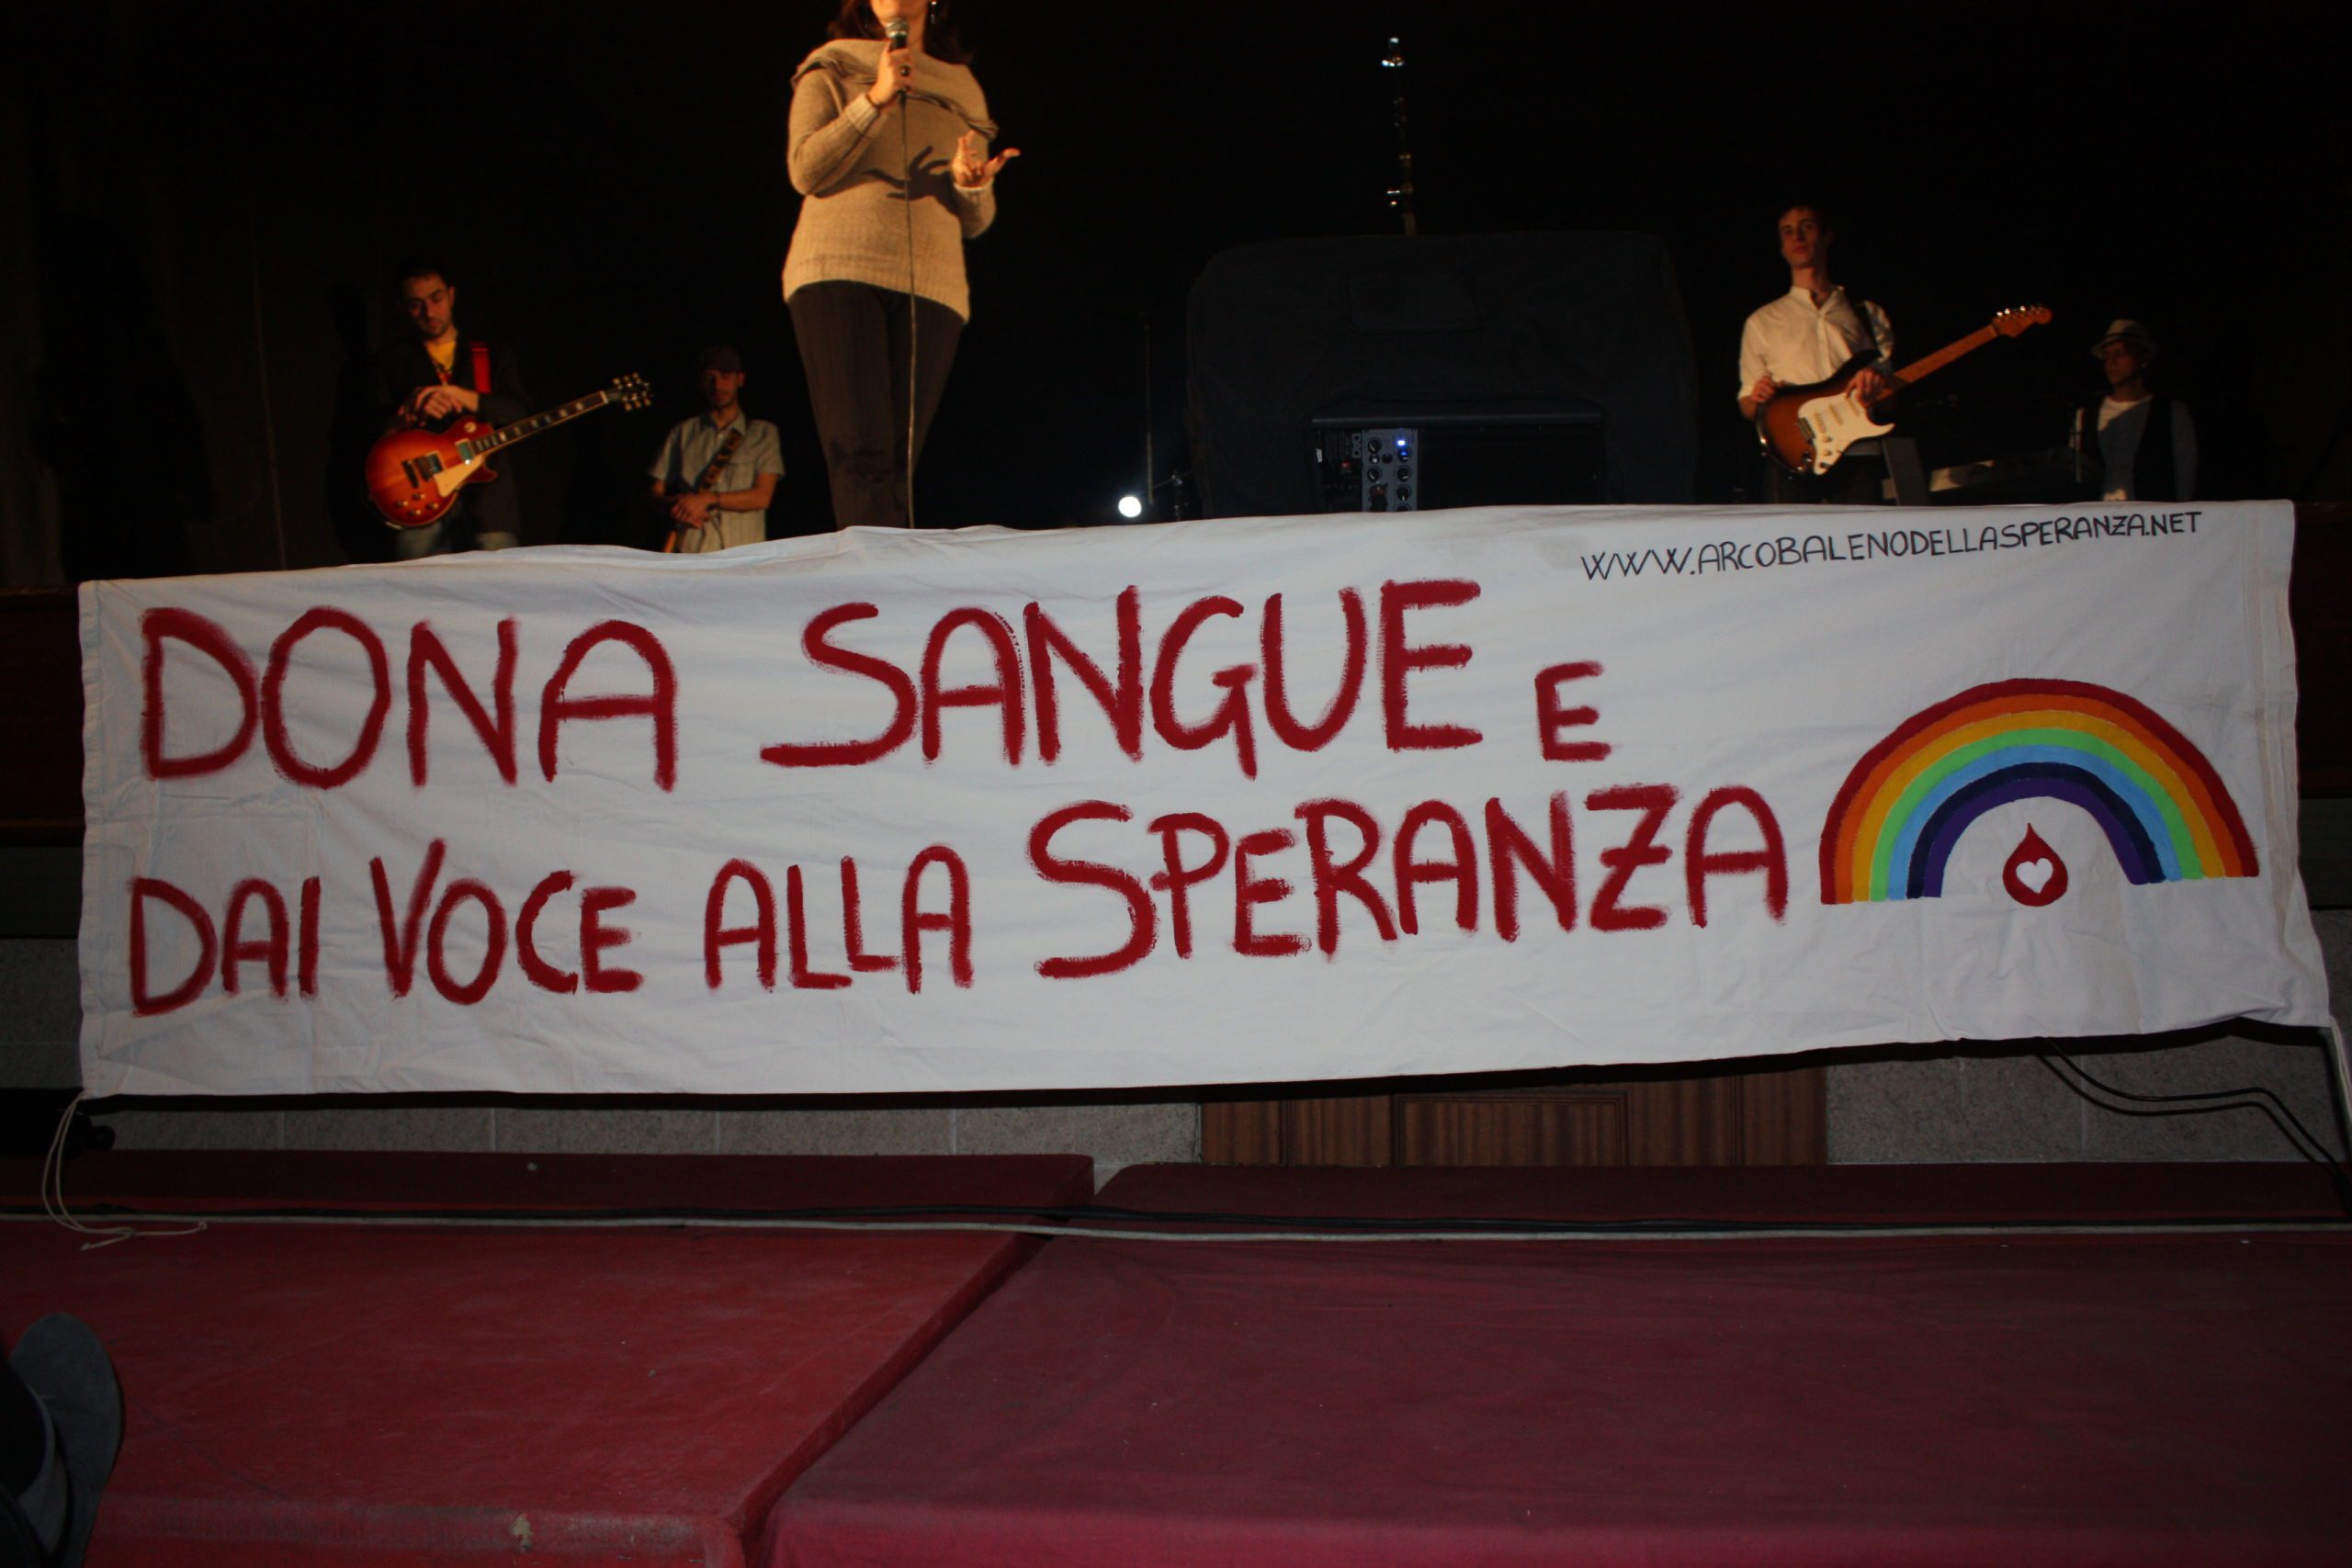 WWW.ARCOBALENODELLASPERANZA.NET
DONA SANGUE E
DAI VOCE ALLA SPERANZA